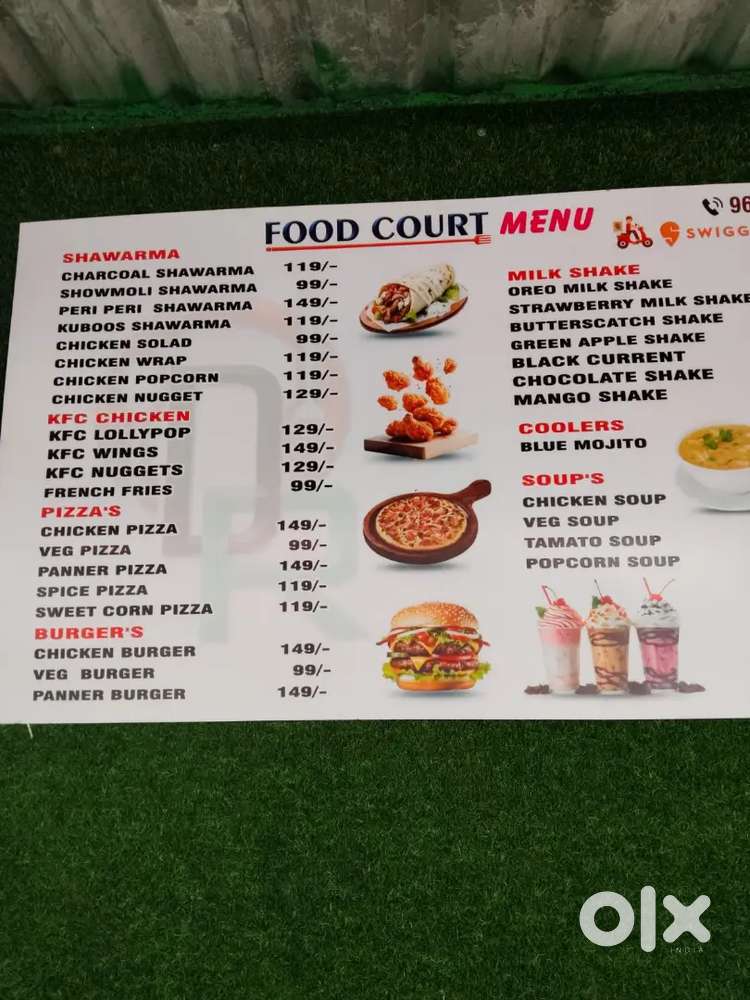 FOOD COURT MENU
96
SWIGG
SHAWARMA
CHARCOAL SHAWARMA 119/-
SHOWMOLI SHAWARMA 99/-
PERI PERI SHAWARMA 149/-
KUBOOS SHAWARMA 119/-
CHICKEN SOLAD 99/-
CHICKEN WRAP 119/-
CHICKEN POPCORN 119/-
CHICKEN NUGGET 129/-
KFC CHICKEN
KFC LOLLYPOP 129/-
KFC WINGS 149/-
KFC NUGGETS 129/-
FRENCH FRIES 99/-
PIZZA'S
CHICKEN PIZZA 149/-
VEG PIZZA 99/-
PANNER PIZZA 149/-
SPICE PIZZA 119/-
SWEET CORN PIZZA 119/-
BURGER'S
CHICKEN BURGER 149/-
VEG BURGER 99/-
PANNER BURGER 149/-
MILK SHAKE
OREO MILK SHAKE
STRAWBERRY MILK SHAKE
BUTTERSCATCH SHAKE
GREEN APPLE SHAKE
BLACK CURRENT
CHOCOLATE SHAKE
MANGO SHAKE
COOLERS
BLUE MOJITO
SOUP'S
CHICKEN SOUP
VEG SOUP
TAMATO SOUP
POPCORN SOUP
olx
INDIA